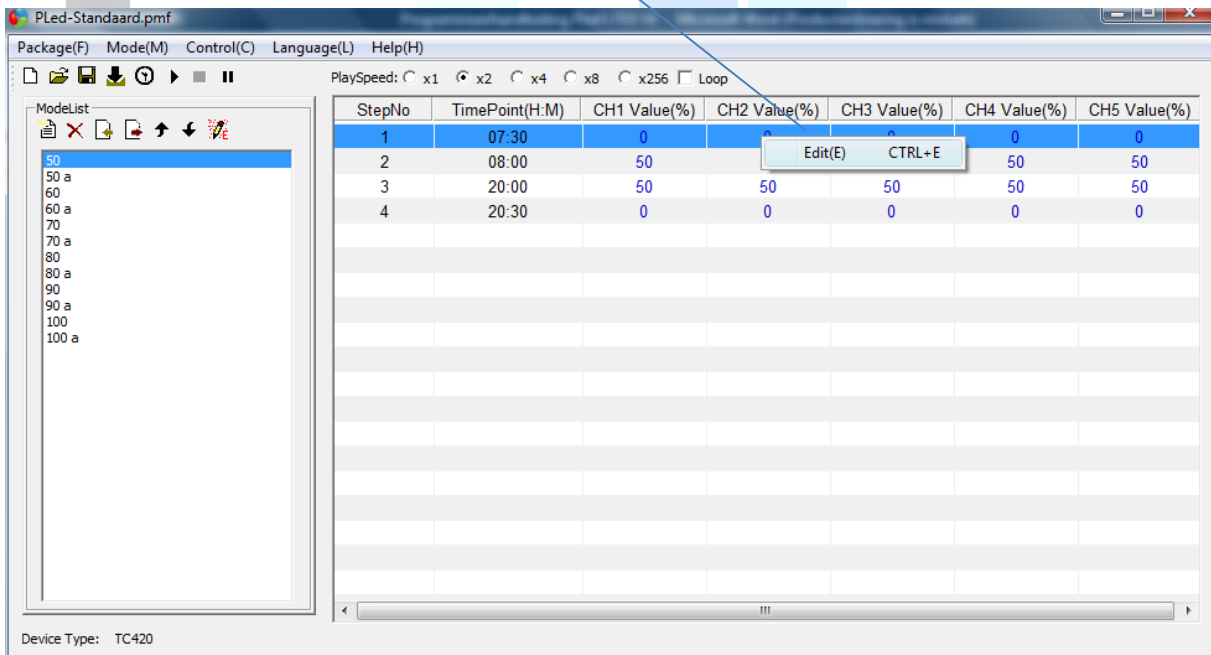 PLed-Standaard.pmf
Package(F) Mode(M) Control(C) Language(L) Help(H)
PlaySpeed: x1 x2 x4 x8 x256 Loop
ModeList
50
50 a
60
60 a
70
70 a
80
80 a
90
90 a
100
100 a
StepNo TimePoint(H:M) CH1 Value(%) CH2 Value(%) CH3 Value(%) CH4 Value(%) CH5 Value(%)
1 07:30 0 0 0 0 0
Edit(E) CTRL+E
2 08:00 50 50 50
3 20:00 50 50 50 50 50
4 20:30 0 0 0 0 0
Device Type: TC420